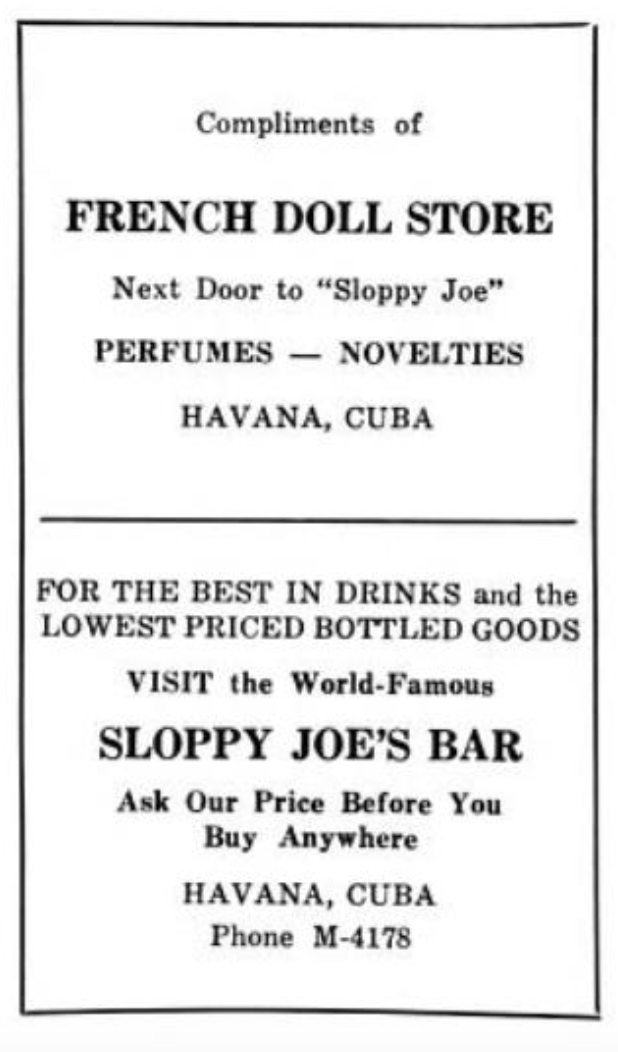 Compliments of
FRENCH DOLL STORE
Next Door to “Sloppy Joe”
PERFUMES — NOVELTIES
HAVANA, CUBA
FOR THE BEST IN DRINKS and the
LOWEST PRICED BOTTLED GOODS
VISIT the World-Famous
SLOPPY JOE'S BAR
Ask Our Price Before You
Buy Anywhere
HAVANA, CUBA
Phone M-4178